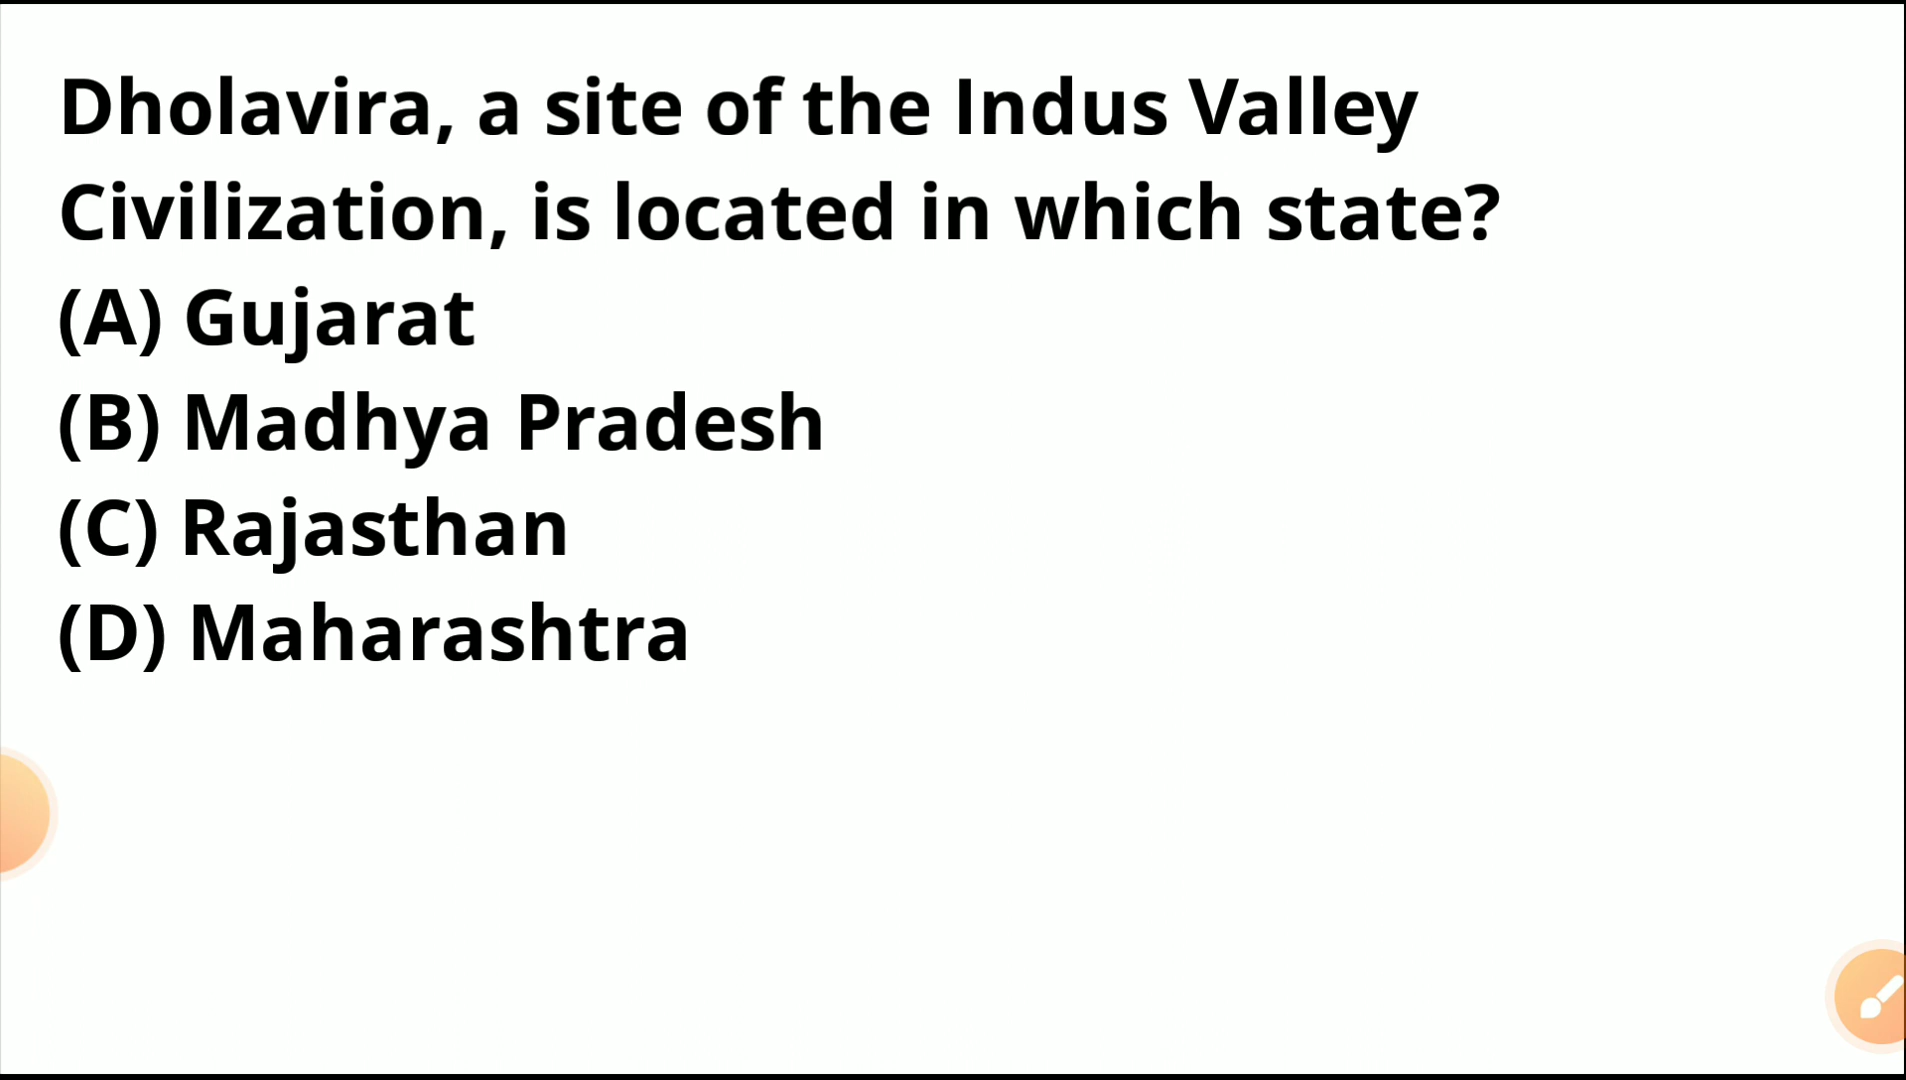 Dholavira, a site of the Indus Valley
Civilization, is located in which state?
(A) Gujarat
(B) Madhya Pradesh
(C) Rajasthan
(D) Maharashtra